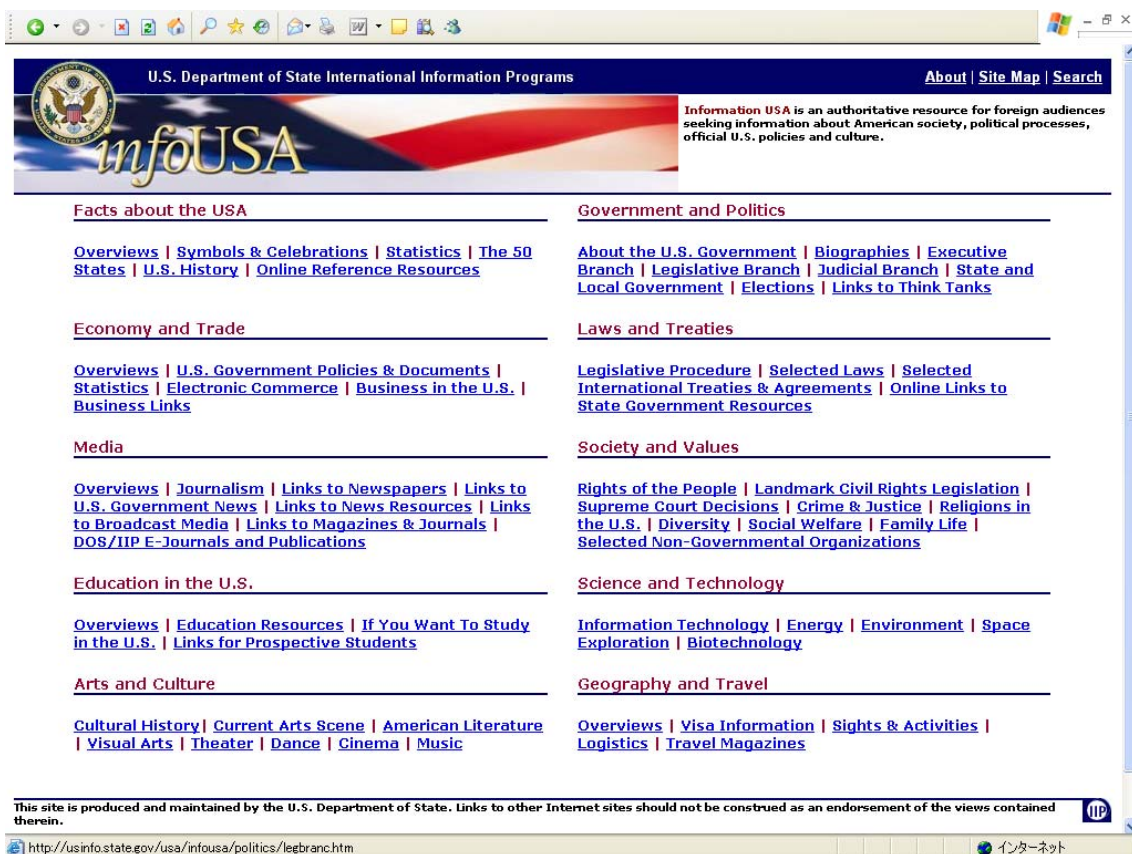 U.S. Department of State International Information Programs
About | Site Map | Search
infoUSA
Information USA is an authoritative resource for foreign audiences
seeking information about American society, political processes,
official U.S. policies and culture.
Facts about the USA
Overviews | Symbols & Celebrations | Statistics | The 50
States | U.S. History | Online Reference Resources
Government and Politics
About the U.S. Government | Biographies | Executive
Branch | Legislative Branch | Judicial Branch | State and
Local Government | Elections | Links to Think Tanks
Economy and Trade
Overviews | U.S. Government Policies & Documents |
Statistics | Electronic Commerce | Business in the U.S. |
Business Links
Laws and Treaties
Legislative Procedure | Selected Laws | Selected
International Treaties & Agreements | Online Links to
State Government Resources
Media
Overviews | Journalism | Links to Newspapers | Links to
U.S. Government News | Links to News Resources | Links
to Broadcast Media | Links to Magazines & Journals |
DOS/IIP E-Journals and Publications
Society and Values
Rights of the People | Landmark Civil Rights Legislation |
Supreme Court Decisions | Crime & Justice | Religions in
the U.S. | Diversity | Social Welfare | Family Life |
Selected Non-Governmental Organizations
Education in the U.S.
Overviews | Education Resources | If You Want To Study
in the U.S. | Links for Prospective Students
Science and Technology
Information Technology | Energy | Environment | Space
Exploration | Biotechnology
Arts and Culture
Cultural History| Current Arts Scene | American Literature
| Visual Arts | Theater | Dance | Cinema | Music
Geography and Travel
Overviews | Visa Information | Sights & Activities |
Logistics | Travel Magazines
This site is produced and maintained by the U.S. Department of State. Links to other Internet sites should not be construed as an endorsement of the views contained
therein.
IIP
http://usinfo.state.gov/usa/infousa/politics/legbranc.htm
インターネット